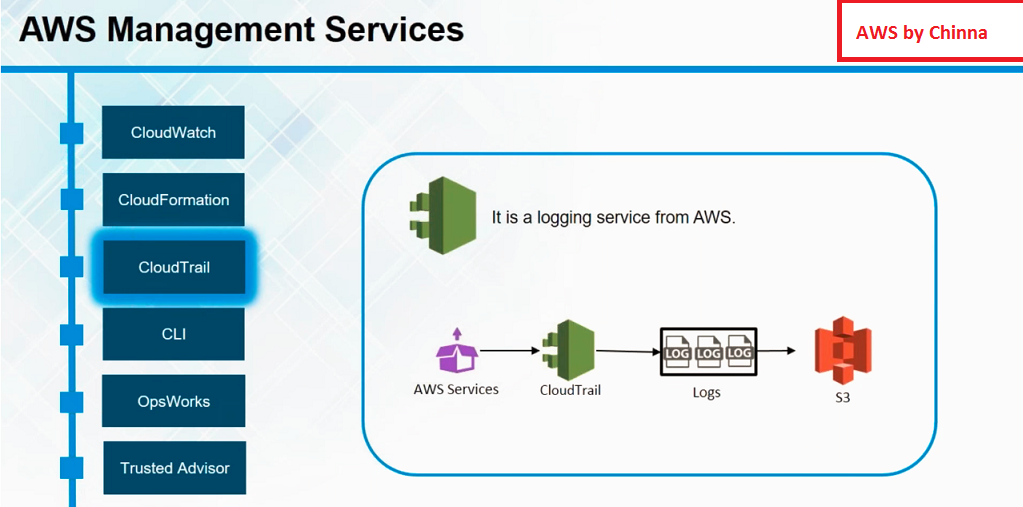 AWS Management Services
AWS by Chinna
CloudWatch
CloudFormation
CloudTrail
CLI
OpsWorks
Trusted Advisor
It is a logging service from AWS.
LOG LOG LOG
AWS Services
CloudTrail
Logs
S3